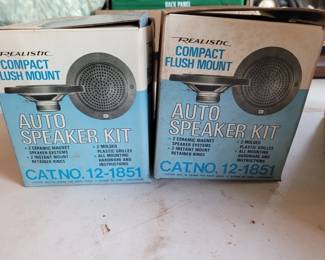 BACK PANEL
REALISTIC
COMPACT
FLUSH MOUNT
AUTO
SPEAKER KIT
• 2 CERAMIC MAGNET
SPEAKER SYSTEMS
• 2 INSTANT MOUNT
RETAINER RINGS
• 2 MOLDED
PLASTIC GRILLES
• ALL MOUNTING
HARDWARE AND
INSTRUCTIONS
CAT. NO. 12-1851
REALISTIC
COMPACT
FLUSH MOUNT
AUTO
SPEAKER KIT
• 2 CERAMIC MAGNET
SPEAKER SYSTEMS
• 2 INSTANT MOUNT
RETAINER RINGS
• 2 MOLDED
PLASTIC GRILLES
• ALL MOUNTING
HARDWARE AND
INSTRUCTIONS
CAT. NO. 12-1851